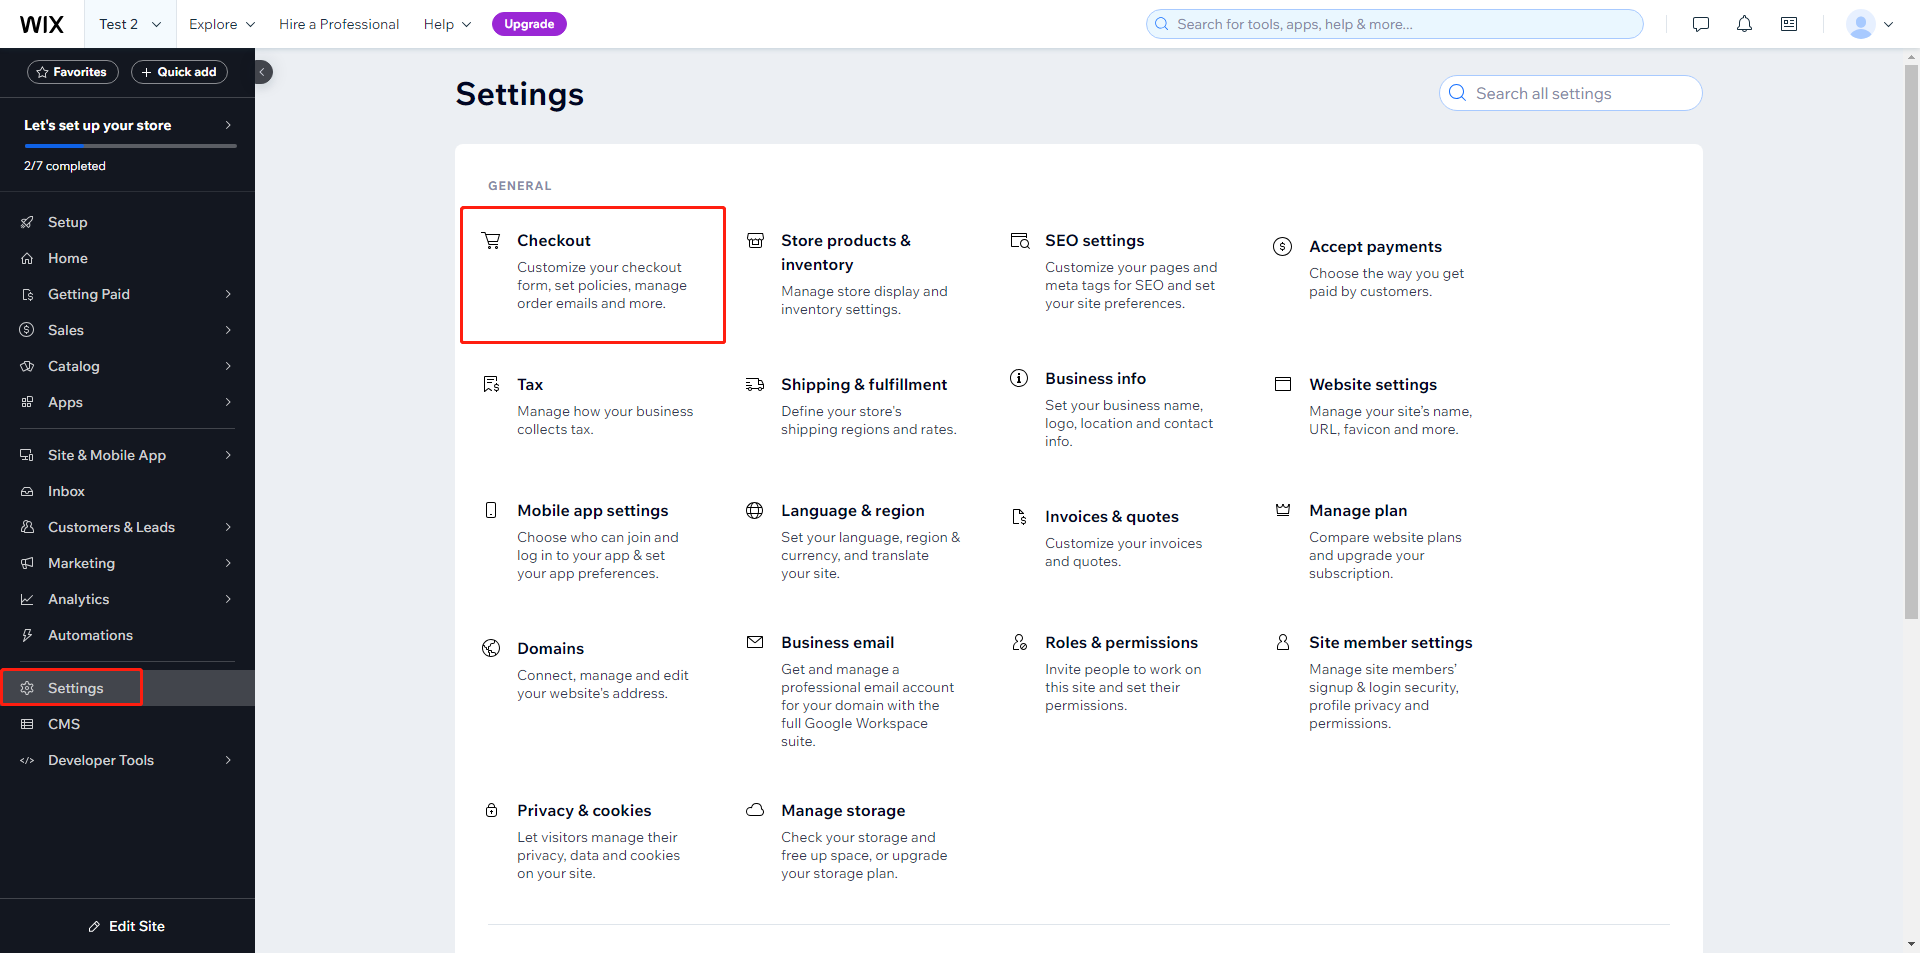 WIX
Test 2
Explore
Hire a Professional
Help
Upgrade
Search for tools, apps, help & more...
Favorites
Quick add
Let's set up your store
2/7 completed
Setup
Home
Getting Paid
Sales
Catalog
Apps
Site & Mobile App
Inbox
Customers & Leads
Marketing
Analytics
Automations
Settings
CMS
Developer Tools
Edit Site
Settings
Search all settings
GENERAL
Checkout
Customize your checkout
form, set policies, manage
order emails and more.
Store products &
inventory
Manage store display and
inventory settings.
SEO settings
Customize your pages and
meta tags for SEO and set
your site preferences.
Accept payments
Choose the way you get
paid by customers.
Tax
Manage how your business
collects tax.
Shipping & fulfillment
Define your store's
shipping regions and rates.
Business info
Set your business name,
logo, location and contact
info.
Website settings
Manage your site's name,
URL, favicon and more.
Mobile app settings
Choose who can join and
log in to your app & set
your app preferences.
Language & region
Set your language, region &
currency, and translate
your site.
Invoices & quotes
Customize your invoices
and quotes.
Manage plan
Compare website plans
and upgrade your
subscription.
Domains
Connect, manage and edit
your website's address.
Business email
Get and manage a
professional email account
for your domain with the
full Google Workspace
suite.
Roles & permissions
Invite people to work on
this site and set their
permissions.
Site member settings
Manage site members'
signup & login security,
profile privacy and
permissions.
Privacy & cookies
Let visitors manage their
privacy, data and cookies
on your site.
Manage storage
Check your storage and
free up space, or upgrade
your storage plan.